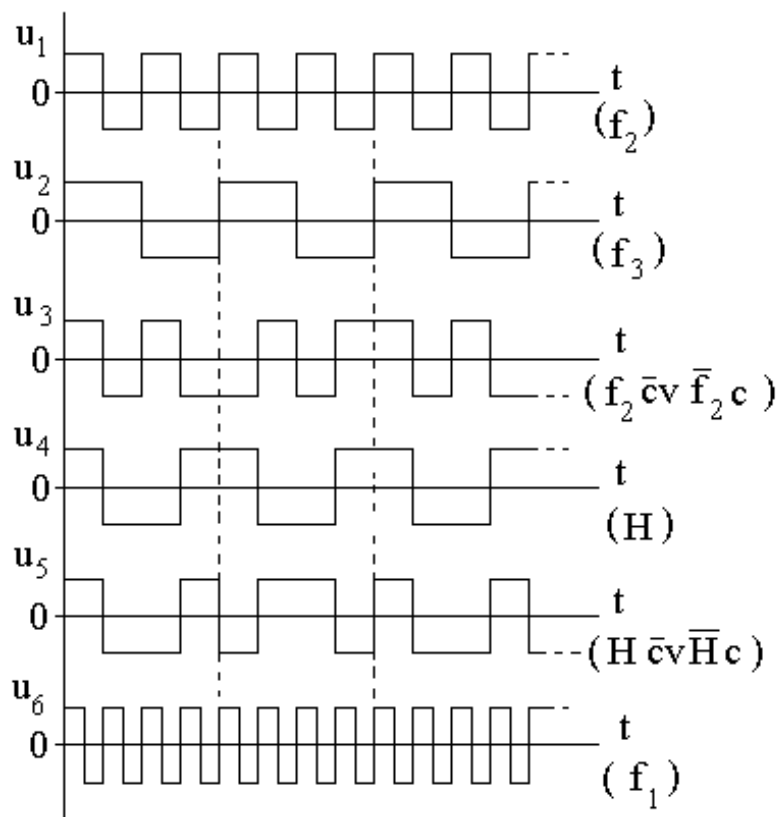 u₁
0
t
(f₂)
u₂
0
t
(f₃)
u₃
0
t
(f₂ c̄ v f̄₂ c)
u₄
0
t
(H)
u₅
0
t
(H c̄ v H̄ c)
u₆
0
t
(f₁)